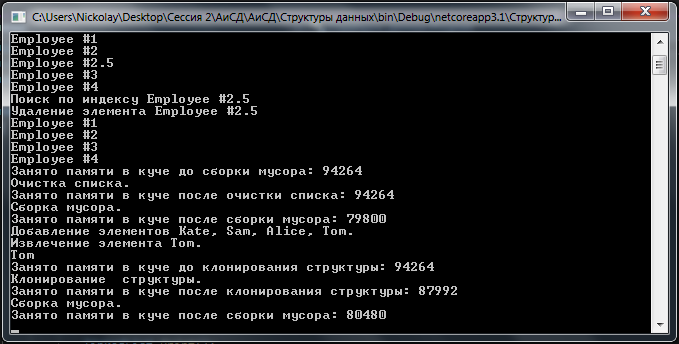 C:\Users\Nickolay\Desktop\Сессия 2\АиСД\АиСД\Структуры данных\bin\Debug\netcoreapp3.1\Структур...
Employee #1
Employee #2
Employee #2.5
Employee #3
Employee #4
Поиск по индексу Employee #2.5
Удаление элемента Employee #2.5
Employee #1
Employee #2
Employee #3
Employee #4
Занято памяти в куче до сборки мусора: 94264
Очистка списка.
Занято памяти в куче после очистки списка: 94264
Сборка мусора.
Занято памяти в куче после сборки мусора: 79800
Добавление элементов Kate, Sam, Alice, Tom.
Извлечение элемента Tom.
Tom
Занято памяти в куче до клонирования структуры: 94264
Клонирование  структуры.
Занято памяти в куче после клонирования структуры: 87992
Сборка мусора.
Занято памяти в куче после сборки мусора: 80480